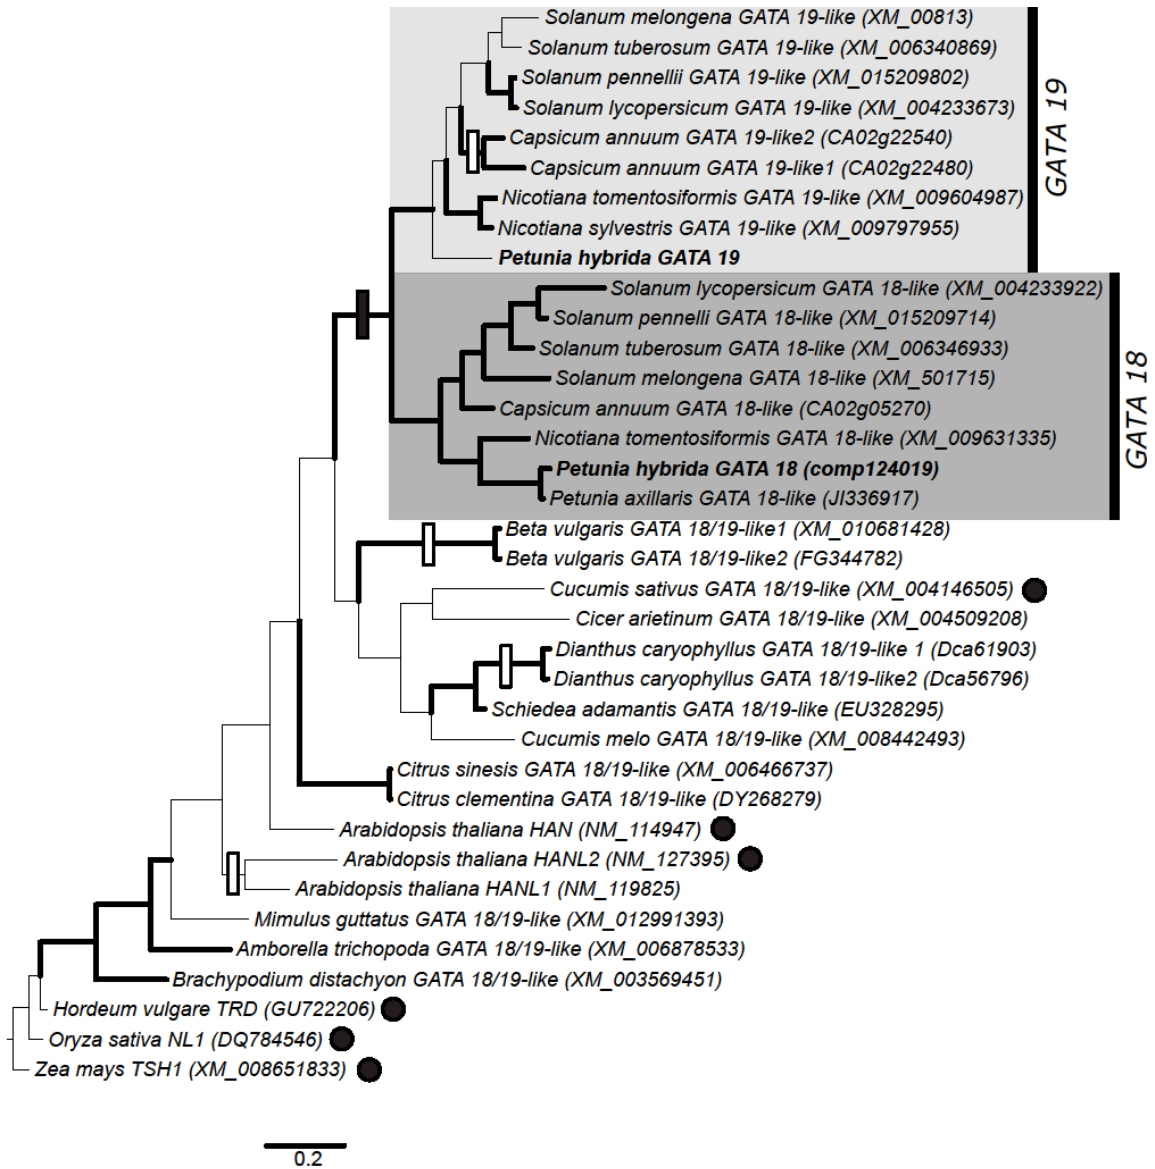 Solanum melongena GATA 19-like (XM_00813)
Solanum tuberosum GATA 19-like (XM_006340869)
Solanum pennellii GATA 19-like (XM_015209802)
Solanum lycopersicum GATA 19-like (XM_004233673)
Capsicum annuum GATA 19-like2 (CA02g22540)
Capsicum annuum GATA 19-like1 (CA02g22480)
Nicotiana tomentosiformis GATA 19-like (XM_009604987)
Nicotiana sylvestris GATA 19-like (XM_009797955)
Petunia hybrida GATA 19
GATA 19
Solanum lycopersicum GATA 18-like (XM_004233922)
Solanum pennelli GATA 18-like (XM_015209714)
Solanum tuberosum GATA 18-like (XM_006346933)
Solanum melongena GATA 18-like (XM_501715)
Capsicum annuum GATA 18-like (CA02g05270)
Nicotiana tomentosiformis GATA 18-like (XM_009631335)
Petunia hybrida GATA 18 (comp124019)
Petunia axillaris GATA 18-like (JI336917)
GATA 18
Beta vulgaris GATA 18/19-like1 (XM_010681428)
Beta vulgaris GATA 18/19-like2 (FG344782)
Cucumis sativus GATA 18/19-like (XM_004146505)
Cicer arietinum GATA 18/19-like (XM_004509208)
Dianthus caryophyllus GATA 18/19-like 1 (Dca61903)
Dianthus caryophyllus GATA 18/19-like2 (Dca56796)
Schiedea adamantis GATA 18/19-like (EU328295)
Cucumis melo GATA 18/19-like (XM_008442493)
Citrus sinesis GATA 18/19-like (XM_006466737)
Citrus clementina GATA 18/19-like (DY268279)
Arabidopsis thaliana HAN (NM_114947)
Arabidopsis thaliana HANL2 (NM_127395)
Arabidopsis thaliana HANL1 (NM_119825)
Mimulus guttatus GATA 18/19-like (XM_012991393)
Amborella trichopoda GATA 18/19-like (XM_006878533)
Brachypodium distachyon GATA 18/19-like (XM_003569451)
Hordeum vulgare TRD (GU722206)
Oryza sativa NL1 (DQ784546)
Zea mays TSH1 (XM_008651833)
0.2